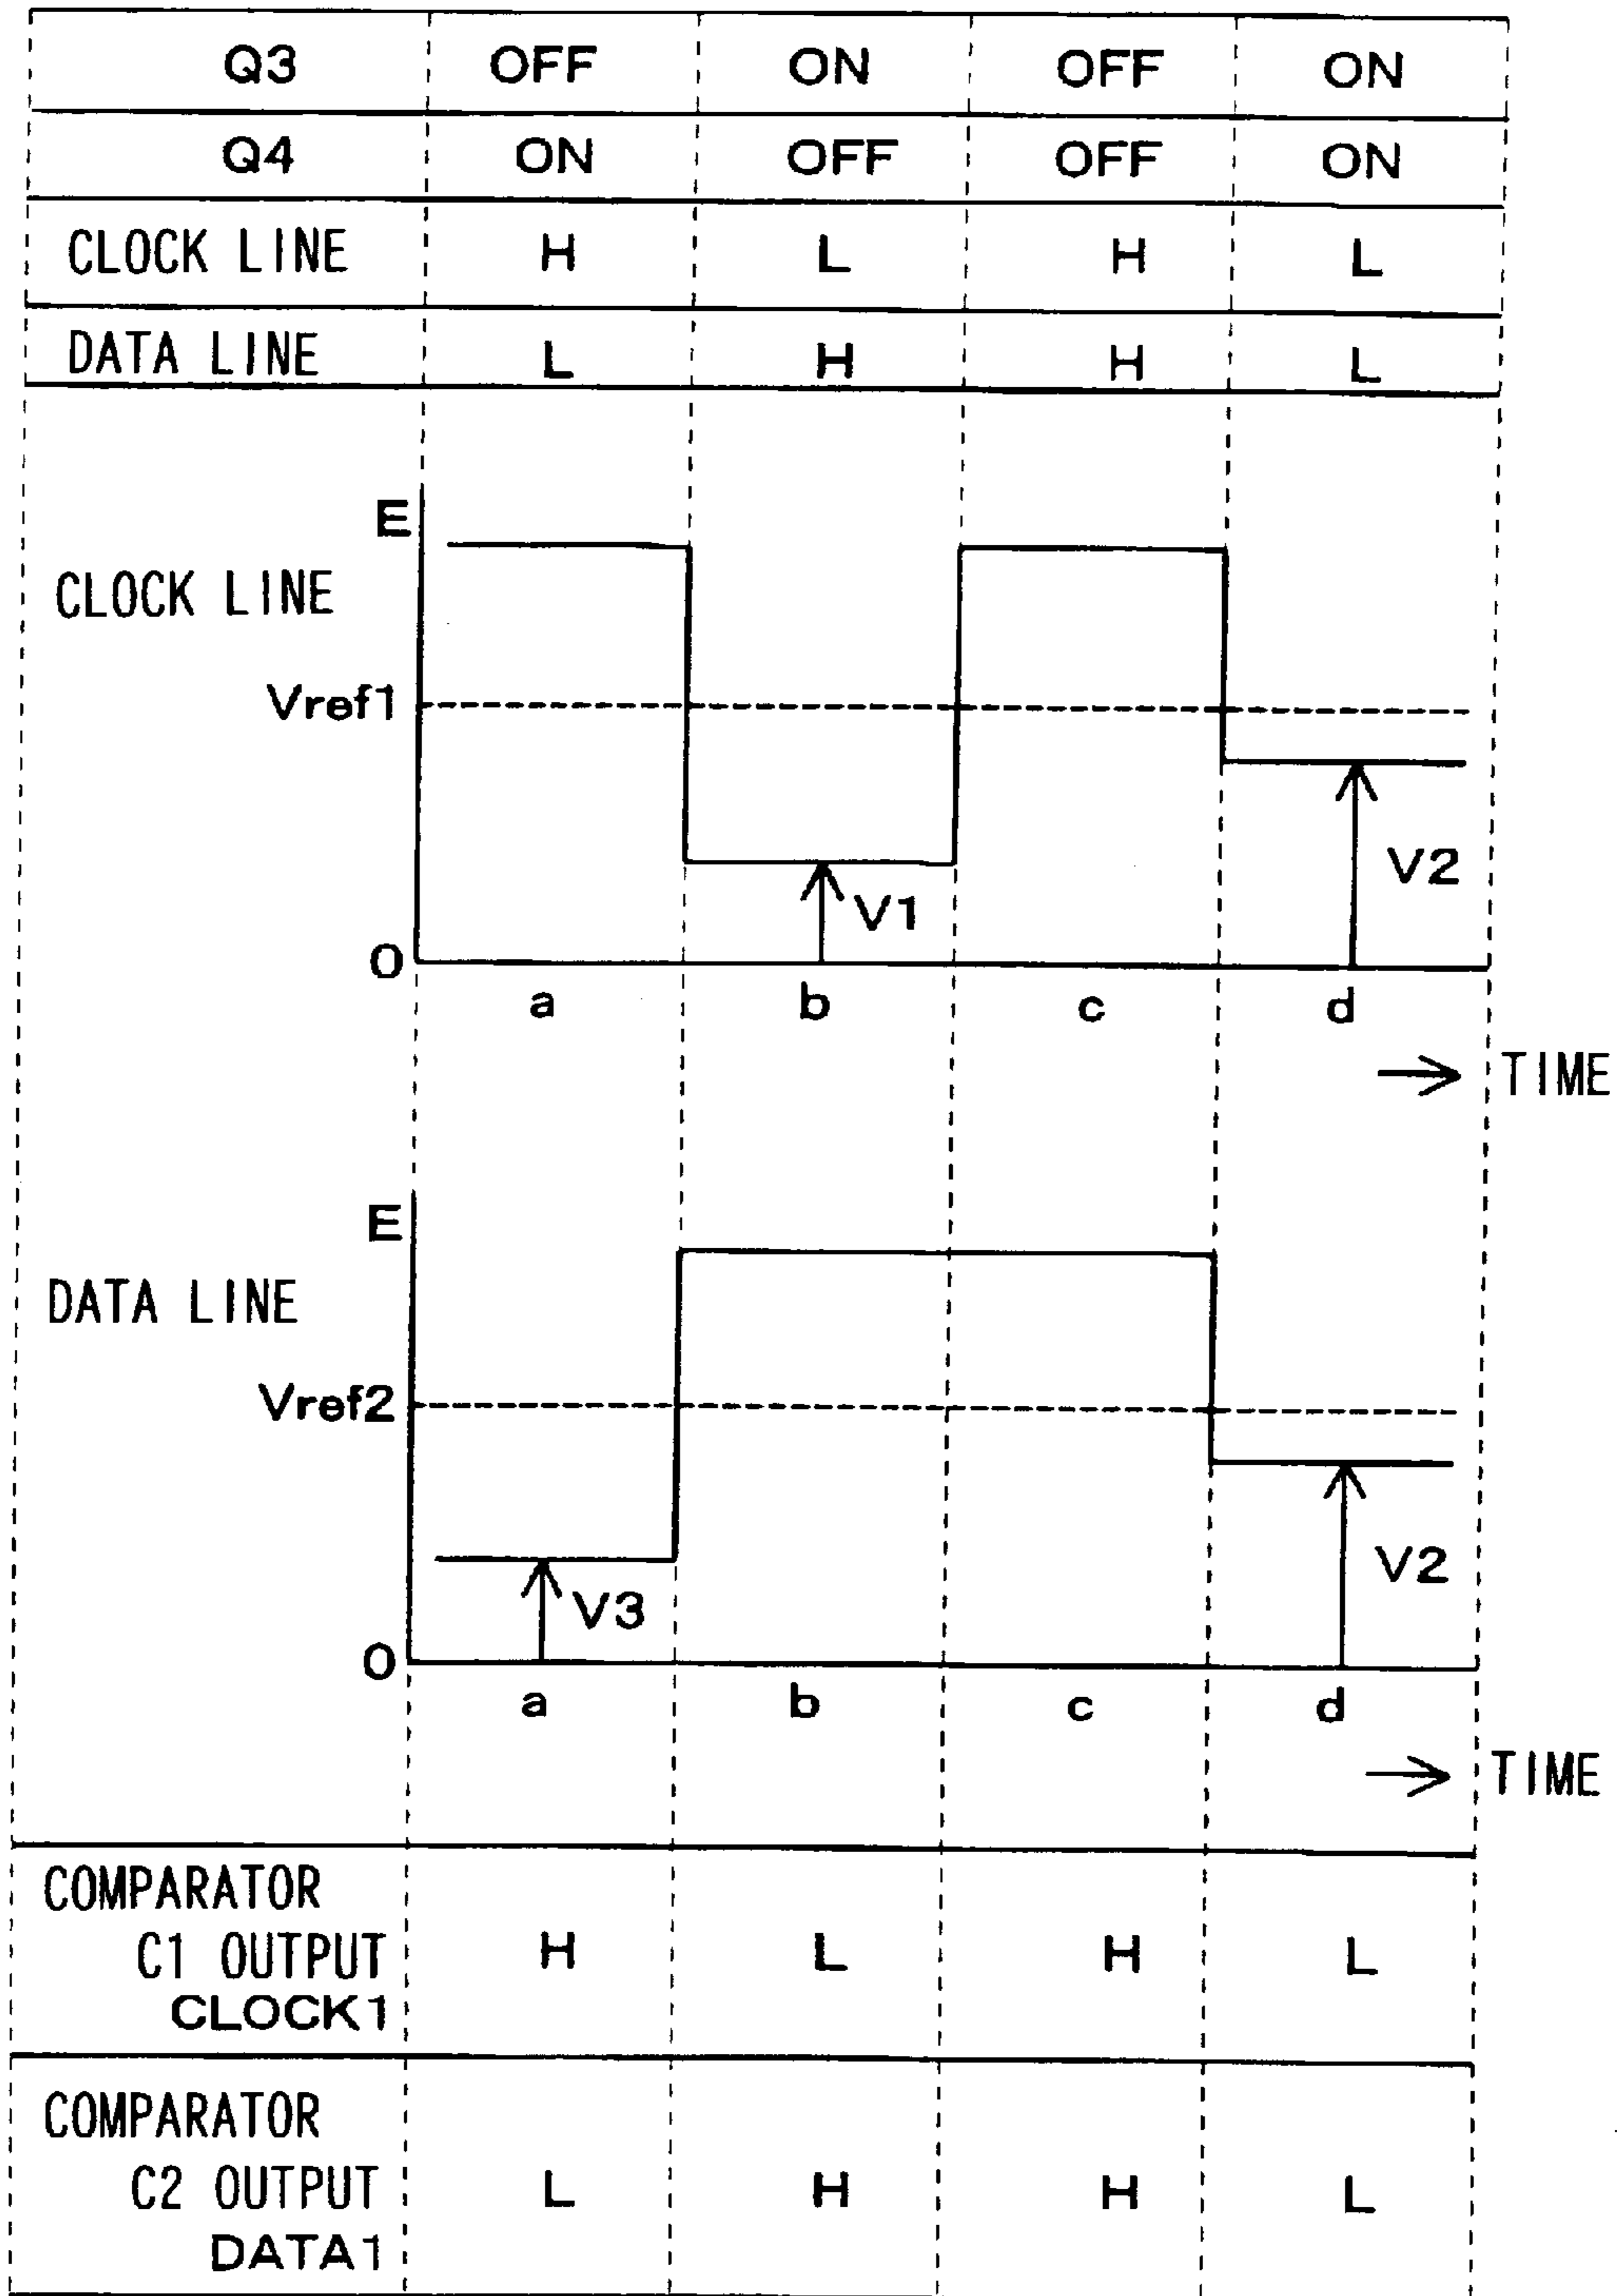 Q3 OFF ON OFF ON
Q4 ON OFF OFF ON
CLOCK LINE H L H L
DATA LINE L H H L
E
CLOCK LINE
Vref1
V2
V1
0
a b c d
TIME
E
DATA LINE
Vref2
V2
V3
0
a b c d
TIME
COMPARATOR
C1 OUTPUT H L H L
CLOCK1
COMPARATOR
C2 OUTPUT L H H L
DATA1